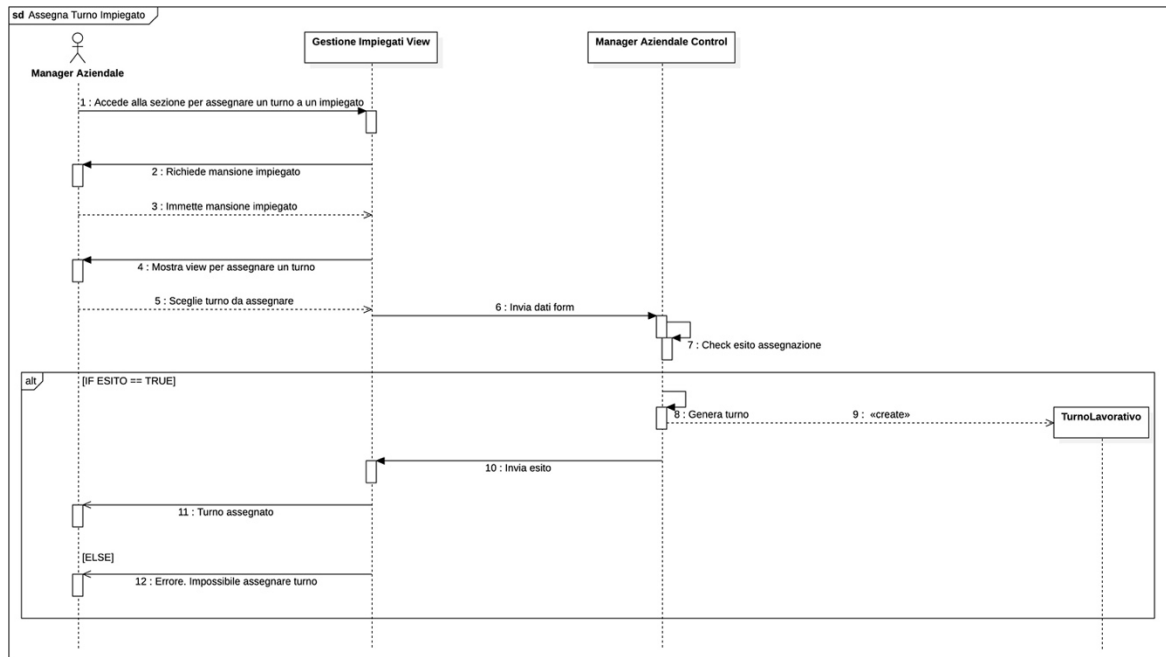 sd Assegna Turno Impiegato
Manager Aziendale
Gestione Impiegati View
Manager Aziendale Control
1 : Accede alla sezione per assegnare un turno a un impiegato
2 : Richiede mansione impiegato
3 : Immette mansione impiegato
4 : Mostra view per assegnare un turno
5 : Sceglie turno da assegnare
6 : Invia dati form
7 : Check esito assegnazione
alt
[IF ESITO == TRUE]
8 : Genera turno
9 : «create»
TurnoLavorativo
10 : Invia esito
11 : Turno assegnato
[ELSE]
12 : Errore. Impossibile assegnare turno